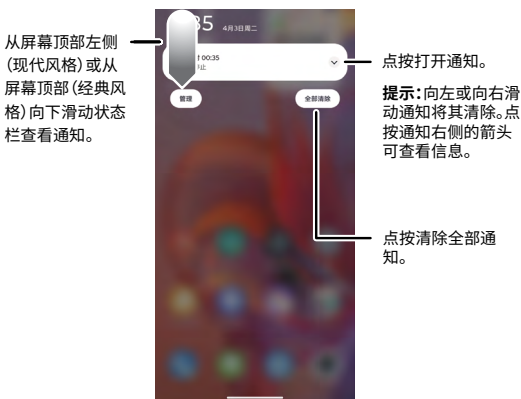 从屏幕顶部左侧
(现代风格)或从
屏幕顶部(经典风
格)向下滑动状态
栏查看通知。
35
4月3日周二
00:35
止
管理
全部清除
点按打开通知。
提示:向左或向右滑
动通知将其清除。点
按通知右侧的箭头
可查看信息。
点按清除全部通
知。